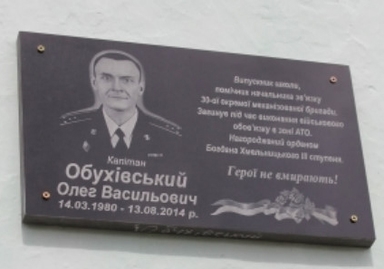 Капітан
Обухівський
Олег Васильович
14.03.1980 - 13.08.2014 р.
Випускник школи,
помічник начальника зв'язку
30-ої окремої механізованої бригади.
Загинув під час виконання військового
обов'язку в зоні АТО.
Нагороджений орденом
Богдана Хмельницького III ступеня.
Герої не вмирають!